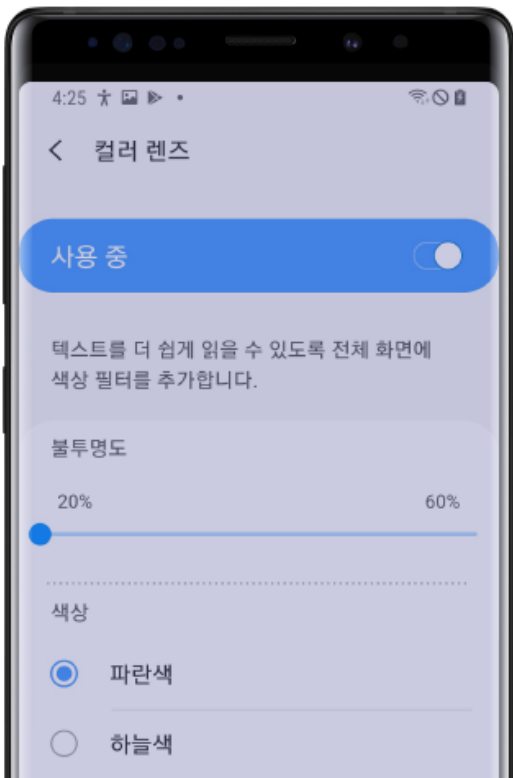 4:25
컬러 렌즈
사용 중
텍스트를 더 쉽게 읽을 수 있도록 전체 화면에
색상 필터를 추가합니다.
불투명도
20% 60%
색상
파란색
하늘색